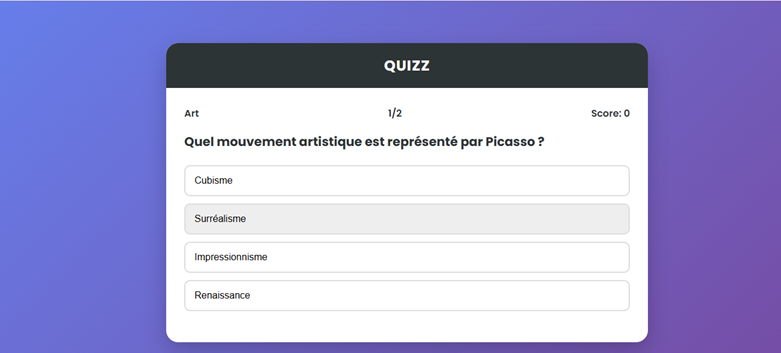 QUIZZ
Art 1/2 Score: 0
Quel mouvement artistique est représenté par Picasso ?
Cubisme
Surréalisme
Impressionnisme
Renaissance